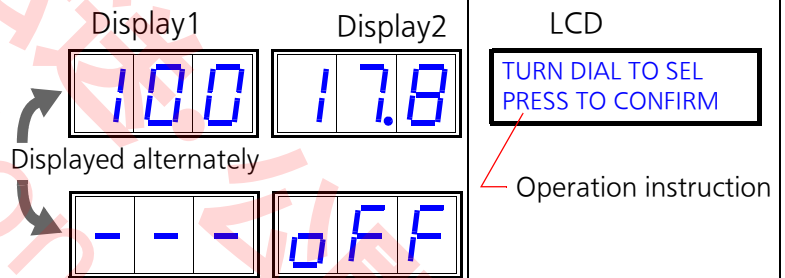 Display1
Display2
LCD
100
17.8
TURN DIAL TO SEL
PRESS TO CONFIRM
Displayed alternately
Operation instruction
---
oFF